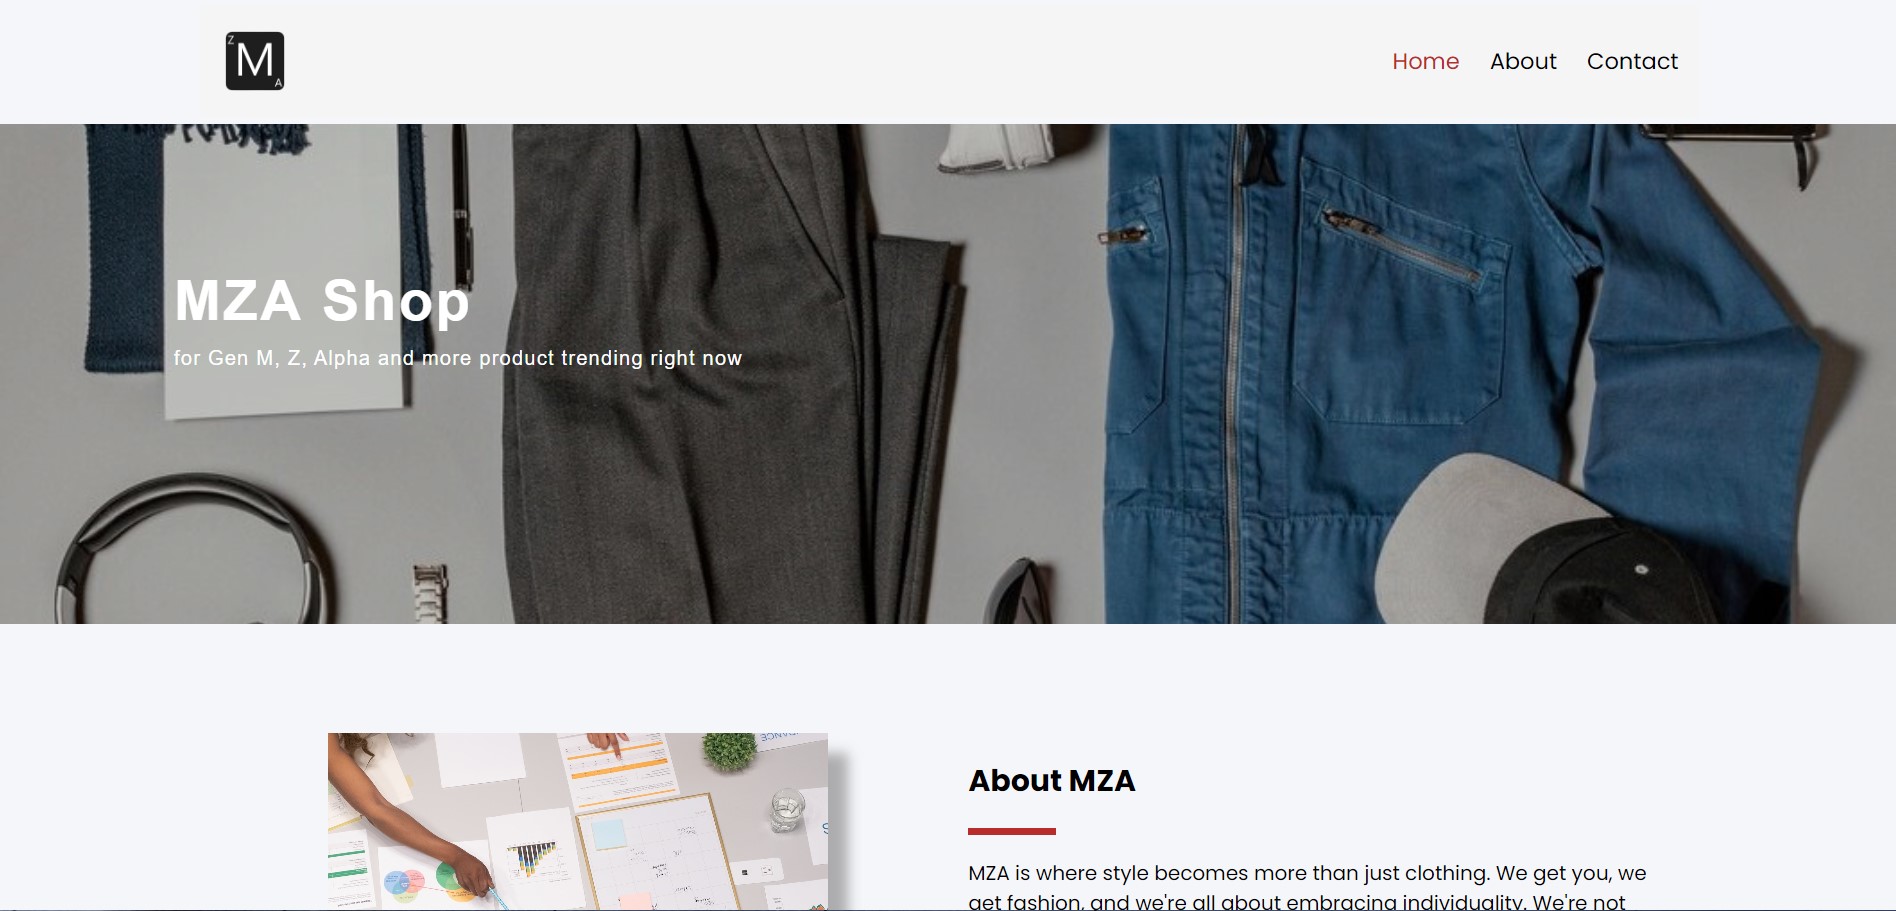 Z
M
A
Home About Contact
MZA Shop
for Gen M, Z, Alpha and more product trending right now
About MZA
MZA is where style becomes more than just clothing. We get you, we
get fashion, and we're all about embracing individuality. We're not